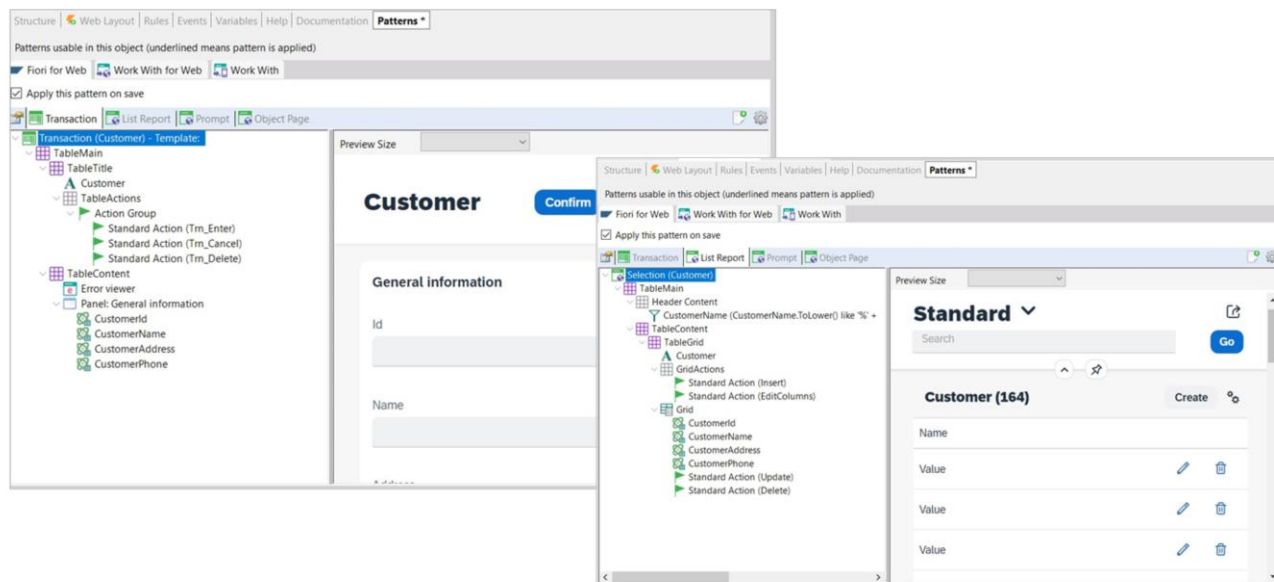 Structure Web Layout Rules Events Variables Help Documentation Patterns *
Patterns usable in this object (underlined means pattern is applied)
Fiori for Web Work With for Web Work With
Apply this pattern on save
Transaction List Report Prompt Object Page
Transaction (Customer) - Template:
TableMain
TableTitle
Customer
TableActions
Action Group
Standard Action (Trn_Enter)
Standard Action (Trn_Cancel)
Standard Action (Trn_Delete)
TableContent
Error viewer
Panel: General information
CustomerId
CustomerName
CustomerAddress
CustomerPhone
Preview Size
Customer Confirm
General information
Id
Name
Structure Web Layout Rules Events Variables Help Documentation Patterns *
Patterns usable in this object (underlined means pattern is applied)
Fiori for Web Work With for Web Work With
Apply this pattern on save
Transaction List Report Prompt Object Page
Selection (Customer)
TableMain
Header Content
CustomerName (CustomerName.ToLower() like '%' +
TableContent
TableGrid
Customer
GridActions
Standard Action (Insert)
Standard Action (EditColumns)
Grid
CustomerId
CustomerName
CustomerAddress
CustomerPhone
Standard Action (Update)
Standard Action (Delete)
Preview Size
Standard
Search Go
Customer (164) Create
Name
Value
Value
Value